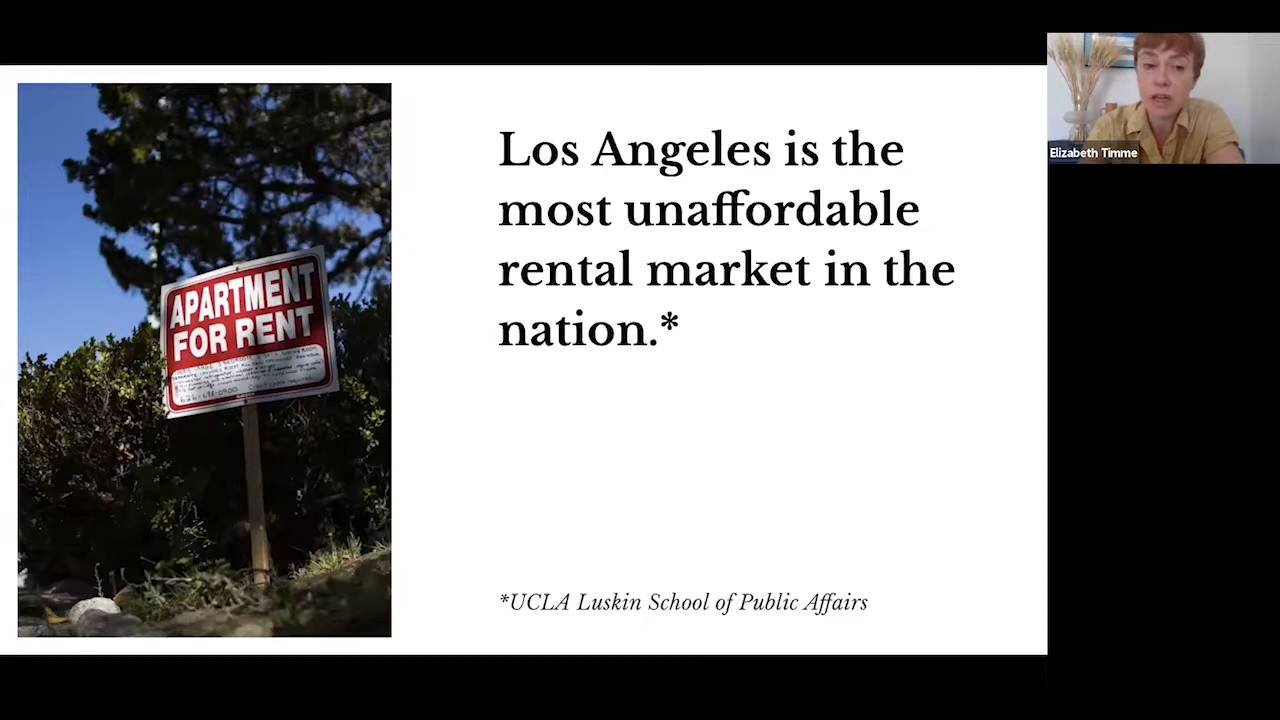 Los Angeles is the
most unaffordable
rental market in the
nation.*
*UCLA Luskin School of Public Affairs
APARTMENT
FOR RENT
Elizabeth Timme